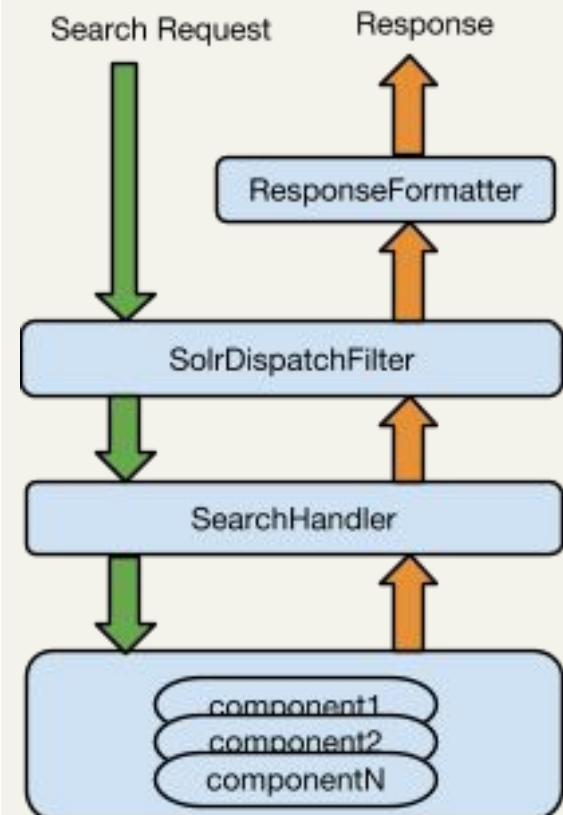 Search Request
Response
ResponseFormatter
SolrDispatchFilter
SearchHandler
component1
component2
componentN